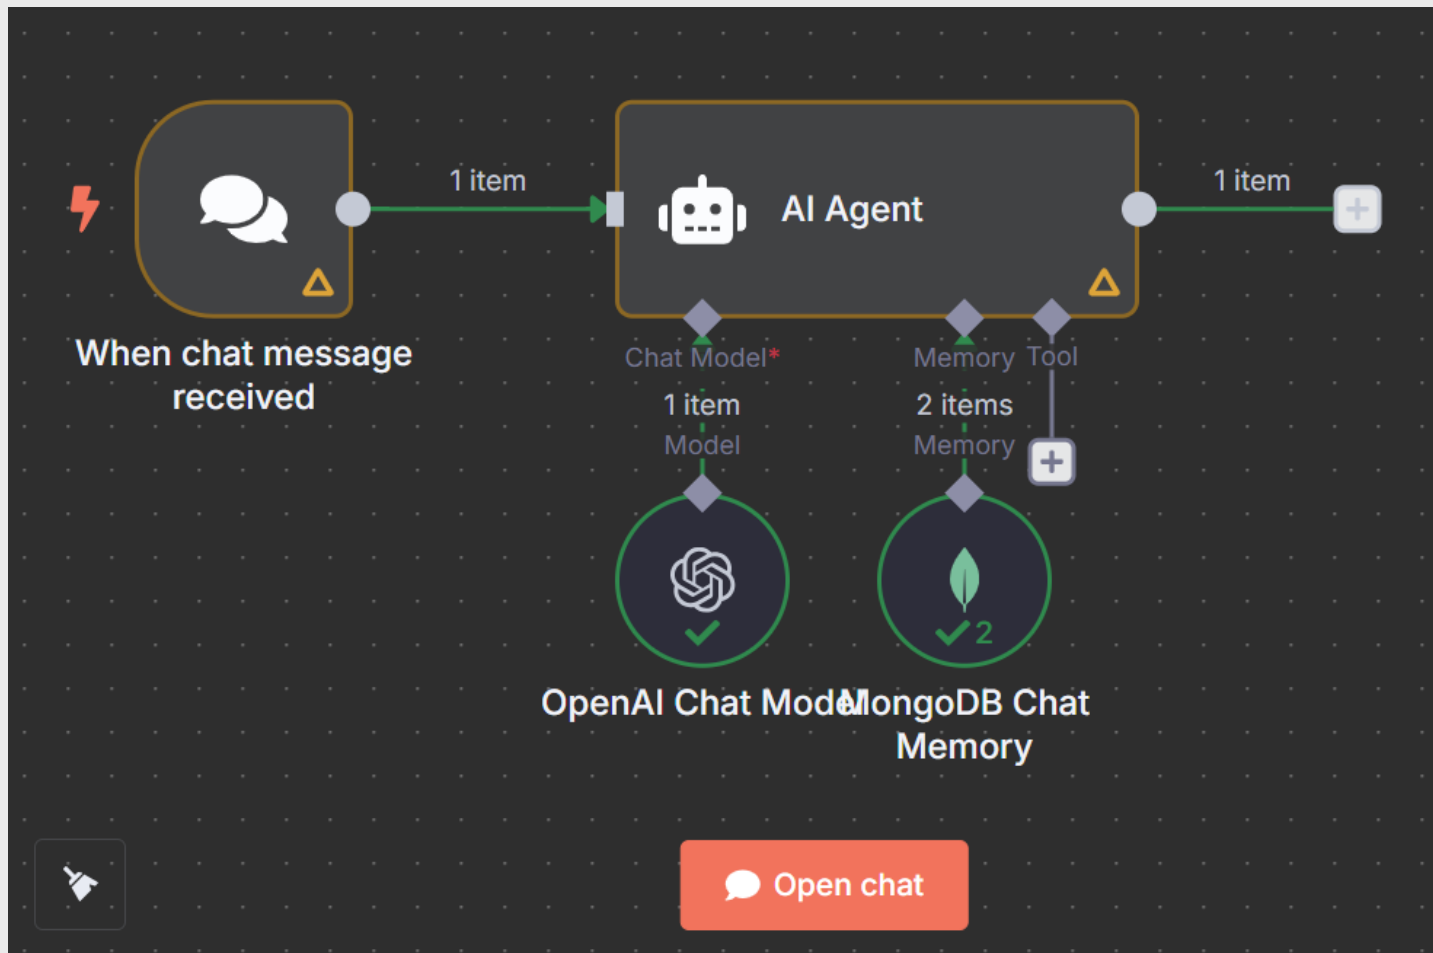 1 item
1 item
AI Agent
When chat message
received
Chat Model*
Memory
Tool
1 item
2 items
Model
Memory
2
OpenAI Chat Model
MongoDB Chat
Memory
Open chat